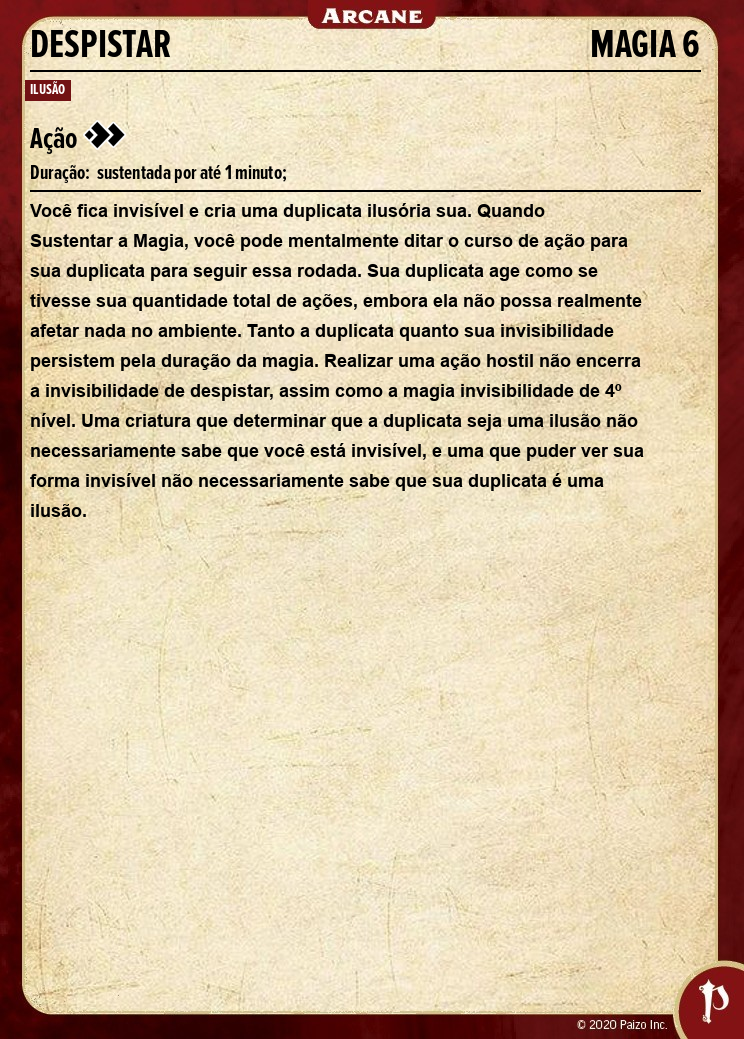 ARCANE
DESPISTAR MAGIA 6
ILUSÃO
Ação
Duração: sustentada por até 1 minuto;
Você fica invisível e cria uma duplicata ilusória sua. Quando
Sustentar a Magia, você pode mentalmente ditar o curso de ação para
sua duplicata para seguir essa rodada. Sua duplicata age como se
tivesse sua quantidade total de ações, embora ela não possa realmente
afetar nada no ambiente. Tanto a duplicata quanto sua invisibilidade
persistem pela duração da magia. Realizar uma ação hostil não encerra
a invisibilidade de despistar, assim como a magia invisibilidade de 4º
nível. Uma criatura que determinar que a duplicata seja uma ilusão não
necessariamente sabe que você está invisível, e uma que puder ver sua
forma invisível não necessariamente sabe que sua duplicata é uma
ilusão.
© 2020 Paizo Inc.
P